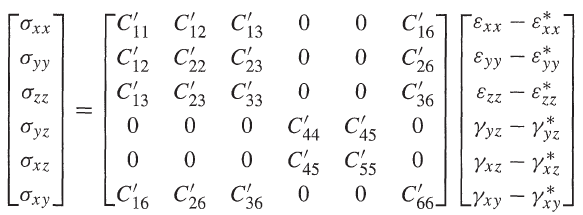 [σxx] [C′11 C′12 C′13 0 0 C′16] [εxx − ε*xx]
[σyy] [C′12 C′22 C′23 0 0 C′26] [εyy − ε*yy]
[σzz] = [C′13 C′23 C′33 0 0 C′36] [εzz − ε*zz]
[σyz] [0 0 0 C′44 C′45 0] [γyz − γ*yz]
[σxz] [0 0 0 C′45 C′55 0] [γxz − γ*xz]
[σxy] [C′16 C′26 C′36 0 0 C′66] [γxy − γ*xy]